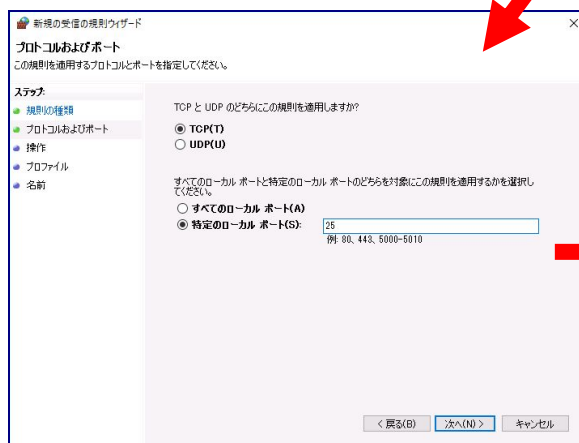 新規の受信の規則ウィザード
プロトコルおよびポート
この規則を適用するプロトコルとポートを指定してください。
ステップ:
規則の種類
プロトコルおよびポート
操作
プロファイル
名前
TCP と UDP のどちらにこの規則を適用しますか?
TCP(T)
UDP(U)
すべてのローカル ポートと特定のローカル ポートのどちらを対象にこの規則を適用するかを選択し
てください。
すべてのローカル ポート(A)
特定のローカル ポート(S):
25
例: 80、443、5000-5010
< 戻る(B)
次へ(N) >
キャンセル